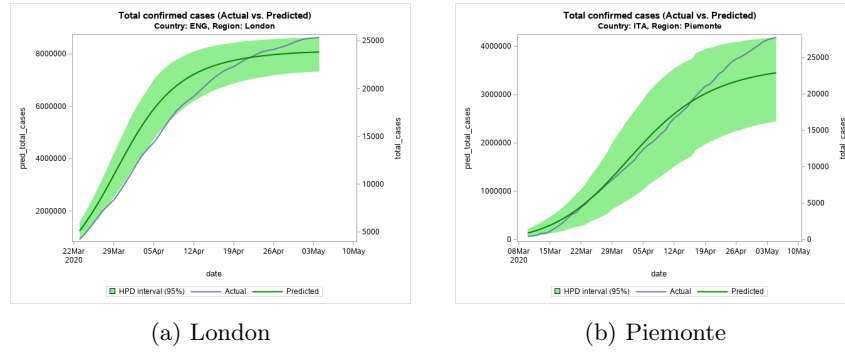 Total confirmed cases (Actual vs. Predicted)
Country: ENG, Region: London
pred_total_cases
8000000
6000000
4000000
2000000
25000
20000
15000
10000
5000
total_cases
22Mar 29Mar 05Apr 12Apr 19Apr 26Apr 03May 10May
2020
date
HPD interval (95%) Actual Predicted
(a) London
Total confirmed cases (Actual vs. Predicted)
Country: ITA, Region: Piemonte
pred_total_cases
4000000
3000000
2000000
1000000
0
25000
20000
15000
10000
5000
0
total_cases
08Mar 15Mar 22Mar 29Mar 05Apr 12Apr 19Apr 26Apr 03May 10May
2020
date
HPD interval (95%) Actual Predicted
(b) Piemonte